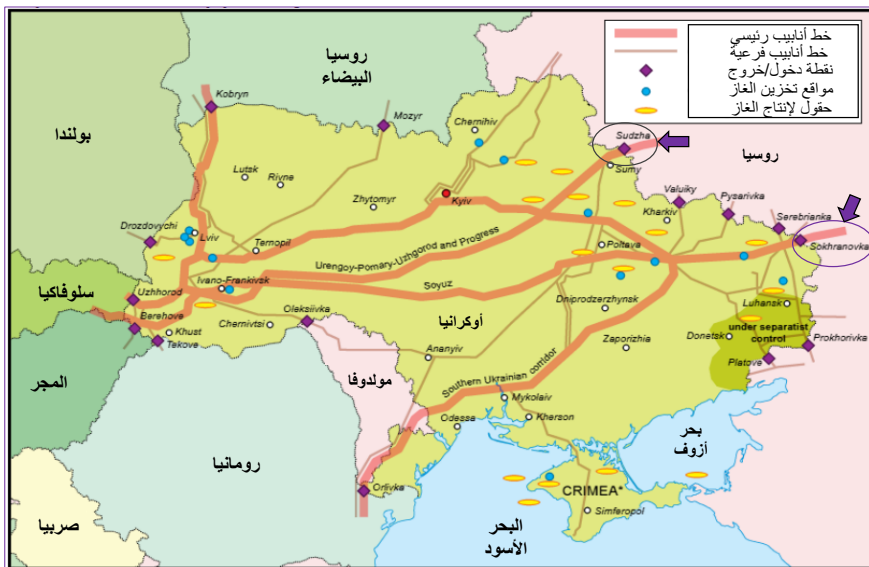 خط أنابيب رئيسي
خط أنابيب فرعية
نقطة دخول/خروج
مواقع تخزين الغاز
حقول لإنتاج الغاز
روسيا
البيضاء
بولندا
روسيا
سلوفاكيا
المجر
رومانيا
صربيا
مولدوفا
أوكرانيا
البحر
الأسود
بحر
أزوف
Kobryn
Mozyr
Chernihiv
Sudzha
Sumy
Lutsk
Rivne
Zhytomyr
Kyiv
Valuiky
Pysarivka
Serebrianka
Sokhranovka
Kharkiv
Drozdovychi
Lviv
Ternopil
Urengoy-Pomary-Uzhgorod and Progress
Poltava
Uzhhorod
Ivano-Frankivsk
Soyuz
Berehove
Khust
Chernivtsi
Oleksiivka
Tekove
Dniprodzerzhynsk
Luhansk
under separatist
control
Donetsk
Prokhorivka
Platove
Zaporizhia
Ananyiv
Southern Ukrainian corridor
Mykolaiv
Kherson
Odessa
Orlivka
CRIMEA*
Simferopol